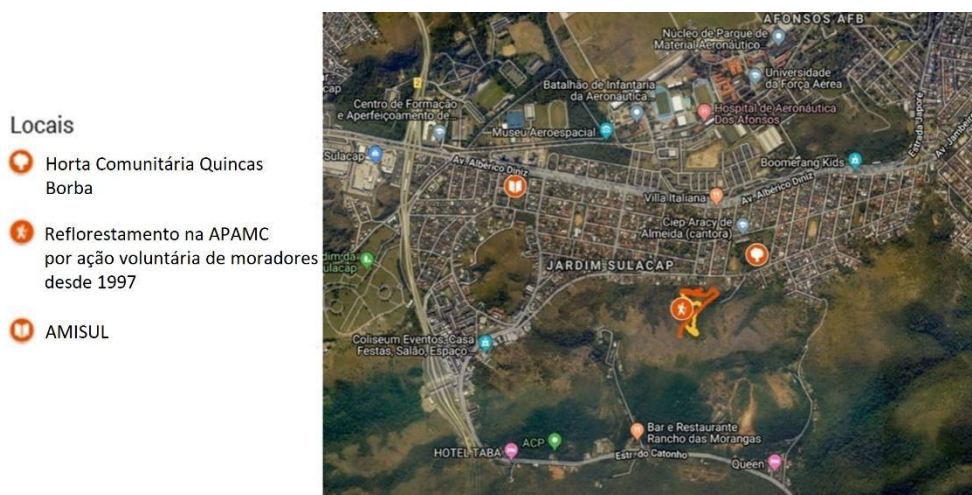 Locais
Horta Comunitária Quincas
Borba
Reflorestamento na APAMC
por ação voluntária de moradores
desde 1997
AMISUL
AFONSOS AFB
Núcleo de Parque de
Material Aeronáutico...
Universidade
da Força Aérea
Batalhão de Infantaria
da Aeronáutica...
Centro de Formação
e Aperfeiçoamento de...
Hospital de Aeronáutica
Dos Afonsos
Museu Aeroespacial
Estrada Japoré
Sulacap
Av. Albérico Diniz
Boomerang Kids
Villa Italiana
Av. Albérico Diniz
Ciep Aracy de
Almeida (cantora)
JARDIM SULACAP
Coliseum Eventos, Casa
Festas, Salão, Espaço...
Bar e Restaurante
Rancho das Morangas
ACP
HOTEL TABA
Estr. do Catonho
Queen